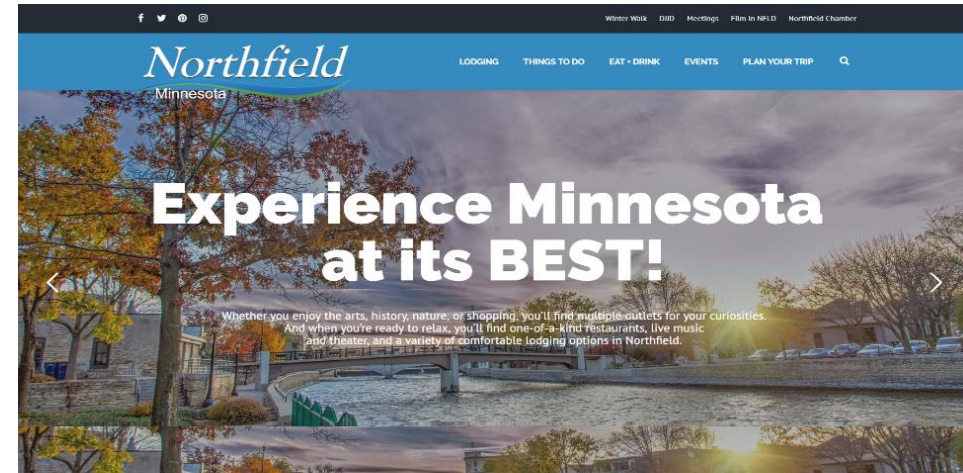 Winter Walk DJJD Meetings Film in NFLD Northfield Chamber
Northfield
Minnesota
LODGING THINGS TO DO EAT + DRINK EVENTS PLAN YOUR TRIP
Experience Minnesota
at its BEST!
Whether you enjoy the arts, history, nature, or shopping, you'll find multiple outlets for your curiosities.
And when you're ready to relax, you'll find one-of-a-kind restaurants, live music
and theater, and a variety of comfortable lodging options in Northfield.